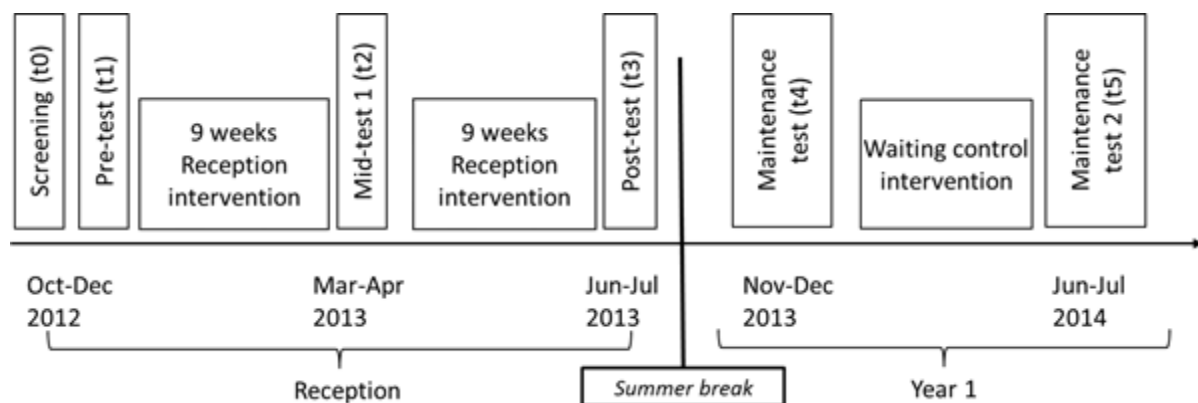 Screening (t0)
Pre-test (t1)
9 weeks
Reception
intervention
Mid-test 1 (t2)
9 weeks
Reception
intervention
Post-test (t3)
Maintenance
test (t4)
Waiting control
intervention
Maintenance
test 2 (t5)
Oct-Dec
2012
Mar-Apr
2013
Jun-Jul
2013
Nov-Dec
2013
Jun-Jul
2014
Reception
Summer break
Year 1